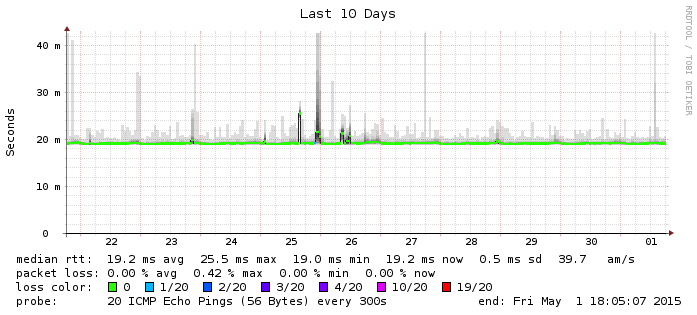 Last 10 Days
RRDTOOL / TOBI OETIKER
Seconds
40 m
30 m
20 m
10 m
0
22 23 24 25 26 27 28 29 30 01
median rtt: 19.2 ms avg 25.5 ms max 19.0 ms min 19.2 ms now 0.5 ms sd 39.7 am/s
packet loss: 0.00 % avg 0.42 % max 0.00 % min 0.00 % now
loss color: 0 1/20 2/20 3/20 4/20 10/20 19/20
probe: 20 ICMP Echo Pings (56 Bytes) every 300s end: Fri May 1 18:05:07 2015